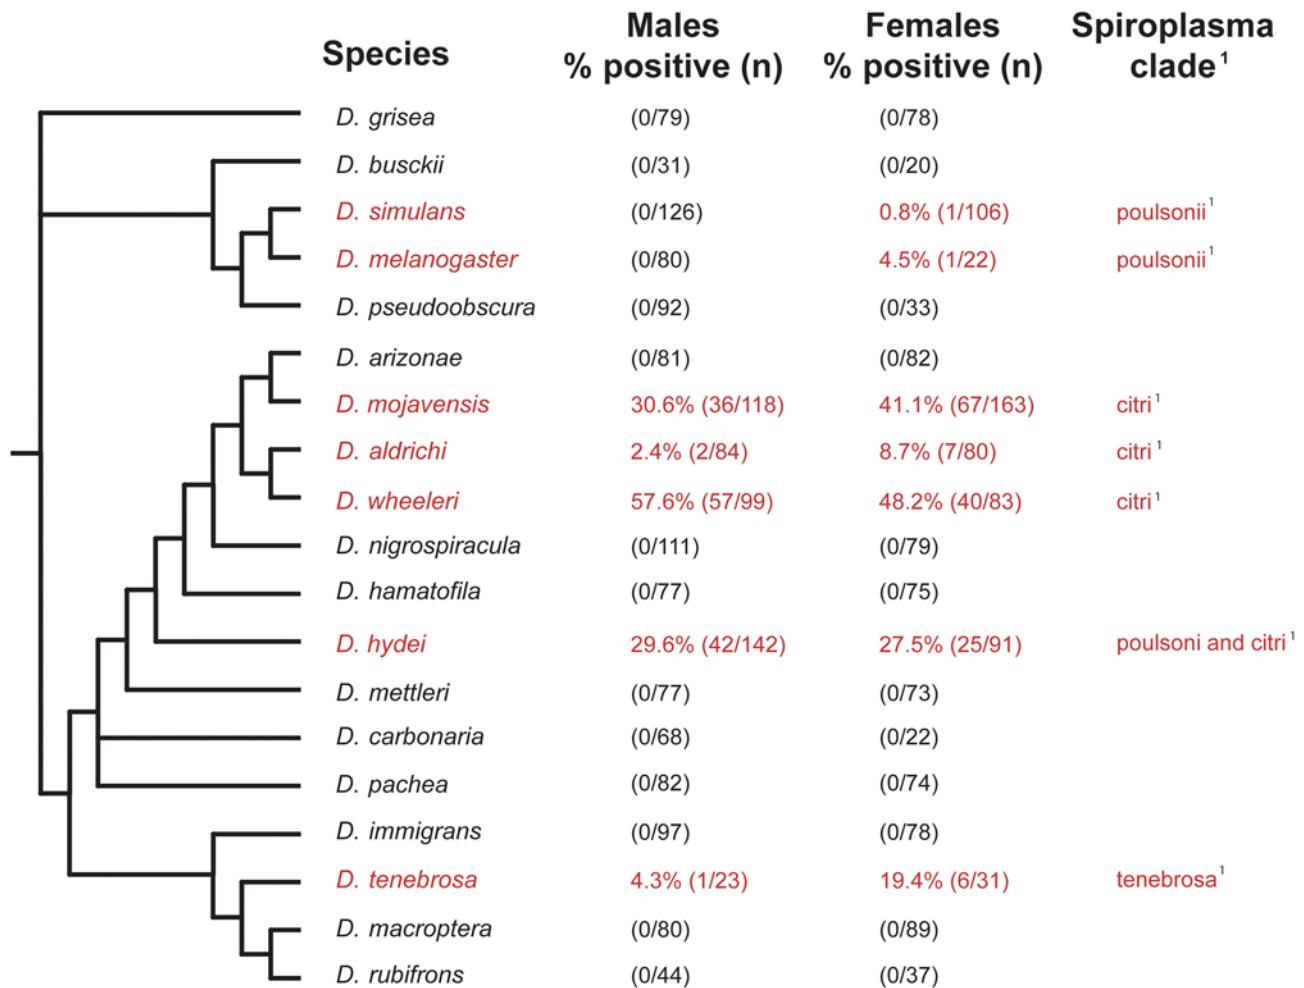 Species Males % positive (n) Females % positive (n) Spiroplasma clade¹
D. grisea (0/79) (0/78)
D. busckii (0/31) (0/20)
D. simulans (0/126) 0.8% (1/106) poulsonii¹
D. melanogaster (0/80) 4.5% (1/22) poulsonii¹
D. pseudoobscura (0/92) (0/33)
D. arizonae (0/81) (0/82)
D. mojavensis 30.6% (36/118) 41.1% (67/163) citri¹
D. aldrichi 2.4% (2/84) 8.7% (7/80) citri¹
D. wheeleri 57.6% (57/99) 48.2% (40/83) citri¹
D. nigrospiracula (0/111) (0/79)
D. hamatofila (0/77) (0/75)
D. hydei 29.6% (42/142) 27.5% (25/91) poulsoni and citri¹
D. mettleri (0/77) (0/73)
D. carbonaria (0/68) (0/22)
D. pachea (0/82) (0/74)
D. immigrans (0/97) (0/78)
D. tenebrosa 4.3% (1/23) 19.4% (6/31) tenebrosa¹
D. macroptera (0/80) (0/89)
D. rubifrons (0/44) (0/37)